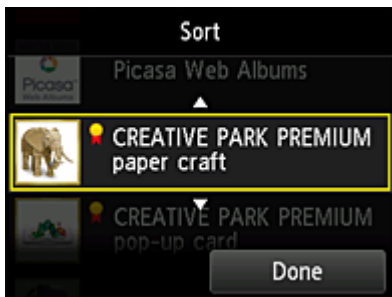 Sort
Picasa Web Albums
Picasa
CREATIVE PARK PREMIUM
paper craft
CREATIVE PARK PREMIUM
pop-up card
Done